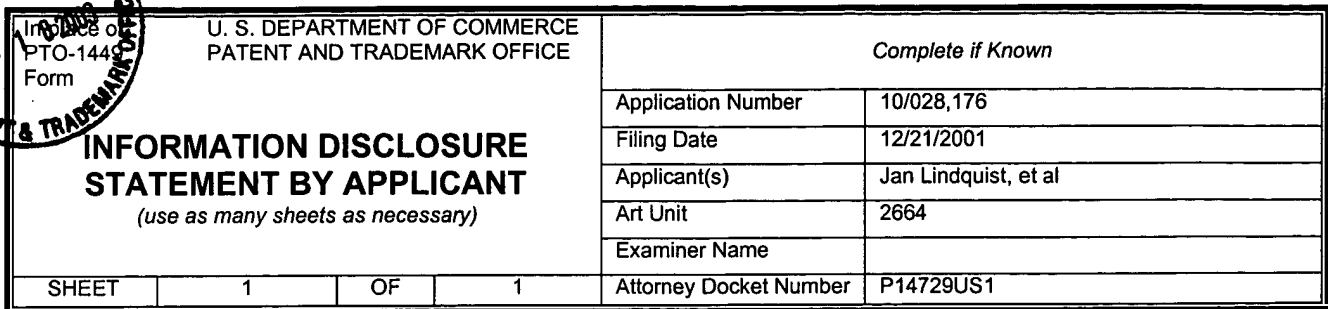 U. S. DEPARTMENT OF COMMERCE
PTO-1449 PATENT AND TRADEMARK OFFICE
Form
& TRADEMARK
INFORMATION DISCLOSURE
STATEMENT BY APPLICANT
(use as many sheets as necessary)
SHEET 1 OF 1
Complete if Known
Application Number 10/028,176
Filing Date 12/21/2001
Applicant(s) Jan Lindquist, et al
Art Unit 2664
Examiner Name
Attorney Docket Number P14729US1